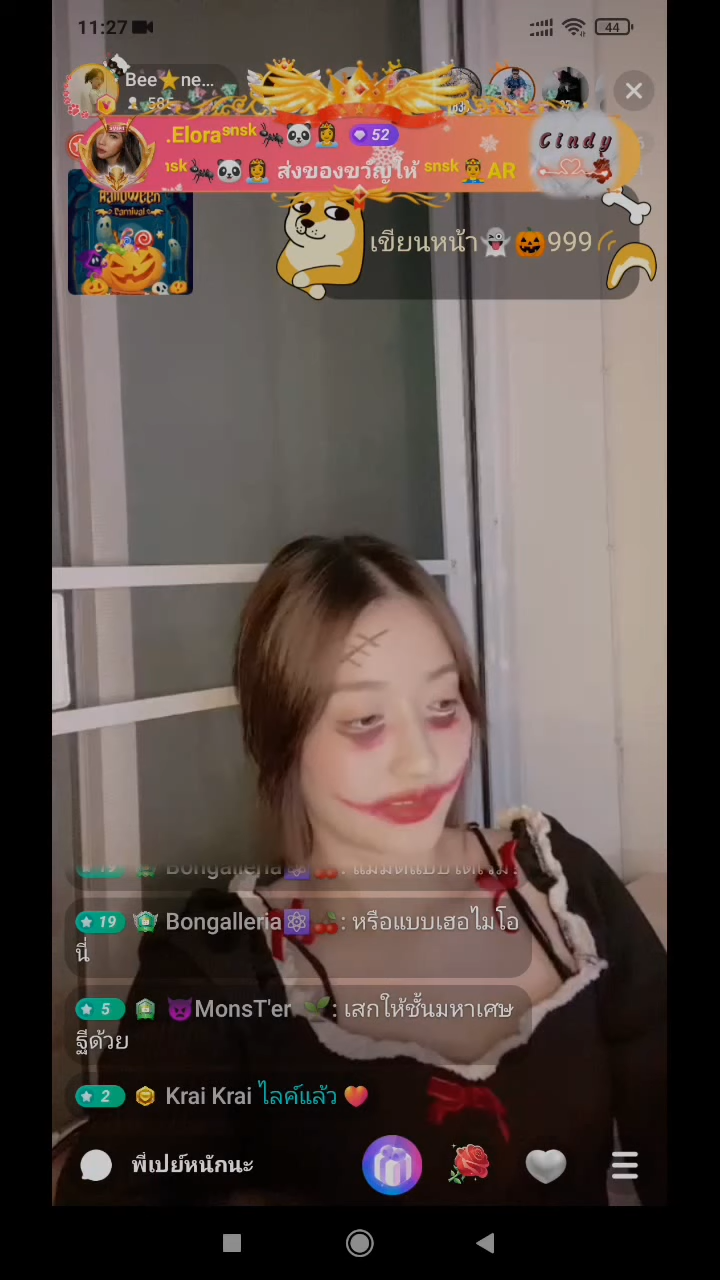 11:27
44
Bee⭐ne...
.Eloraˢⁿˢᵏ🐜🐼👸 52
ˡˢᵏ🐜🐼👸 ส่งของขวัญให้ ˢⁿˢᵏ🤴AR
Cindy
Halloween
Carnival
เขียนหน้า👻🎃999
19 Bongalleria⚛🍒: หรือแบบเฮอไมโอ
นี่
5 😈MonsT'er 🌱: เสกให้ชั้นมหาเศษ
ฐีด้วย
2 Krai Krai ไลค์แล้ว
พี่เปย์หนักนะ